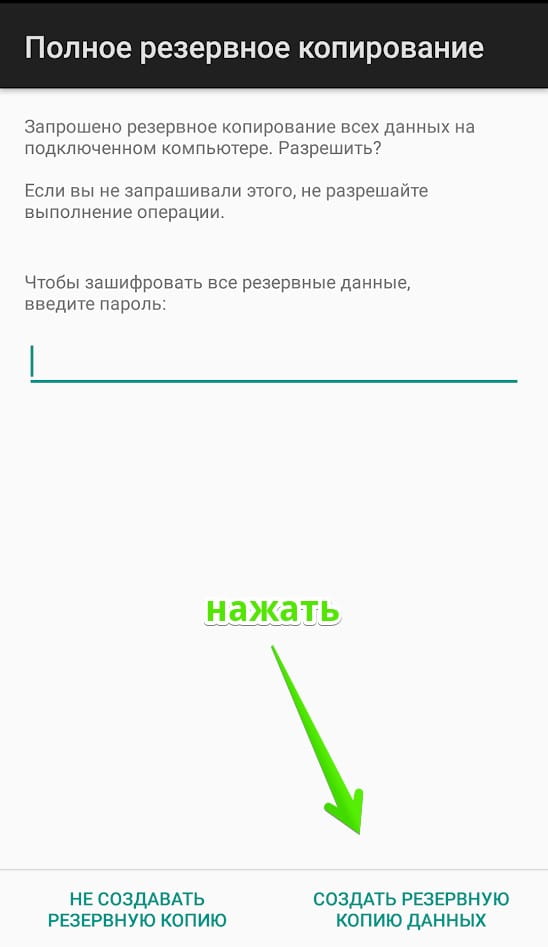 Полное резервное копирование
Запрошено резервное копирование всех данных на
подключенном компьютере. Разрешить?
Если вы не запрашивали этого, не разрешайте
выполнение операции.
Чтобы зашифровать все резервные данные,
введите пароль:
нажать
НЕ СОЗДАВАТЬ
РЕЗЕРВНУЮ КОПИЮ
СОЗДАТЬ РЕЗЕРВНУЮ
КОПИЮ ДАННЫХ